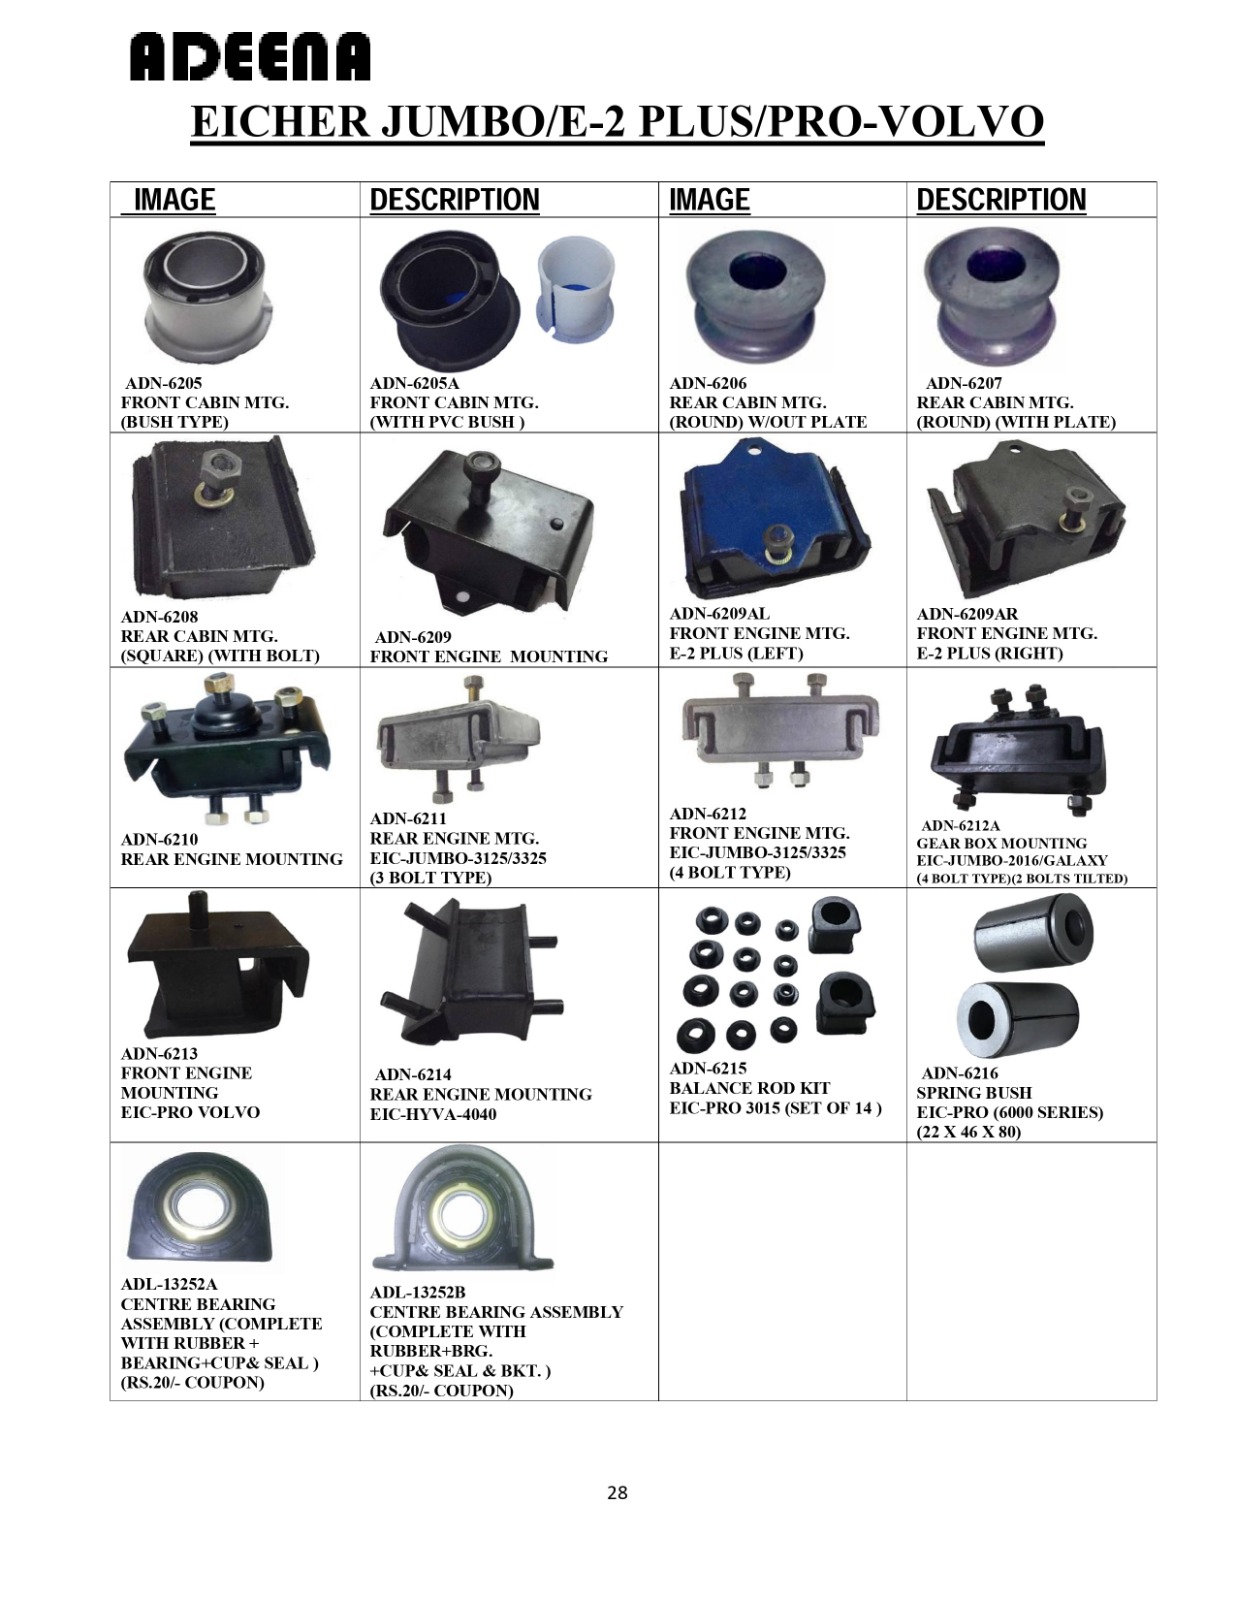 ADEENA
EICHER JUMBO/E-2 PLUS/PRO-VOLVO
IMAGE
DESCRIPTION
IMAGE
DESCRIPTION
ADN-6205
FRONT CABIN MTG.
(BUSH TYPE)
ADN-6205A
FRONT CABIN MTG.
(WITH PVC BUSH )
ADN-6206
REAR CABIN MTG.
(ROUND) W/OUT PLATE
ADN-6207
REAR CABIN MTG.
(ROUND) (WITH PLATE)
ADN-6208
REAR CABIN MTG.
(SQUARE) (WITH BOLT)
ADN-6209
FRONT ENGINE MOUNTING
ADN-6209AL
FRONT ENGINE MTG.
E-2 PLUS (LEFT)
ADN-6209AR
FRONT ENGINE MTG.
E-2 PLUS (RIGHT)
ADN-6210
REAR ENGINE MOUNTING
ADN-6211
REAR ENGINE MTG.
EIC-JUMBO-3125/3325
(3 BOLT TYPE)
ADN-6212
FRONT ENGINE MTG.
EIC-JUMBO-3125/3325
(4 BOLT TYPE)
ADN-6212A
GEAR BOX MOUNTING
EIC-JUMBO-2016/GALAXY
(4 BOLT TYPE)(2 BOLTS TILTED)
ADN-6213
FRONT ENGINE
MOUNTING
EIC-PRO VOLVO
ADN-6214
REAR ENGINE MOUNTING
EIC-HYVA-4040
ADN-6215
BALANCE ROD KIT
EIC-PRO 3015 (SET OF 14 )
ADN-6216
SPRING BUSH
EIC-PRO (6000 SERIES)
(22 X 46 X 80)
ADL-13252A
CENTRE BEARING
ASSEMBLY (COMPLETE
WITH RUBBER +
BEARING+CUP& SEAL )
(RS.20/- COUPON)
ADL-13252B
CENTRE BEARING ASSEMBLY
(COMPLETE WITH
RUBBER+BRG.
+CUP& SEAL & BKT. )
(RS.20/- COUPON)
28